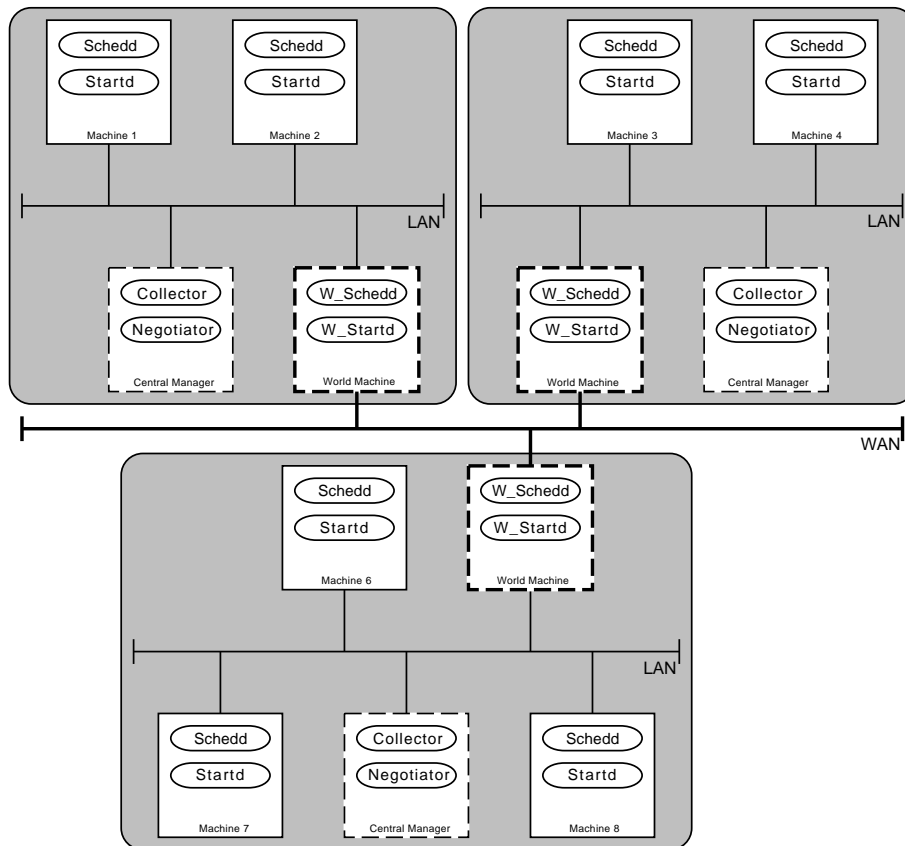 Schedd
Startd
Machine 1
Schedd
Startd
Machine 2
LAN
Collector
Negotiator
Central Manager
W_Schedd
W_Startd
World Machine
Schedd
Startd
Machine 3
Schedd
Startd
Machine 4
LAN
W_Schedd
W_Startd
World Machine
Collector
Negotiator
Central Manager
WAN
Schedd
Startd
Machine 6
W_Schedd
W_Startd
World Machine
LAN
Schedd
Startd
Machine 7
Collector
Negotiator
Central Manager
Schedd
Startd
Machine 8